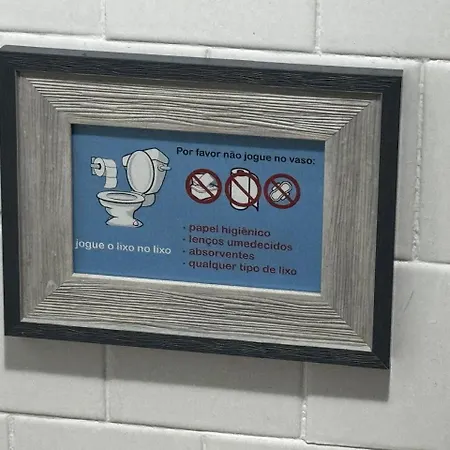 Por favor não jogue no vaso:
- papel higiênico
- lenços umedecidos
- absorventes
- qualquer tipo de lixo
jogue o lixo no lixo